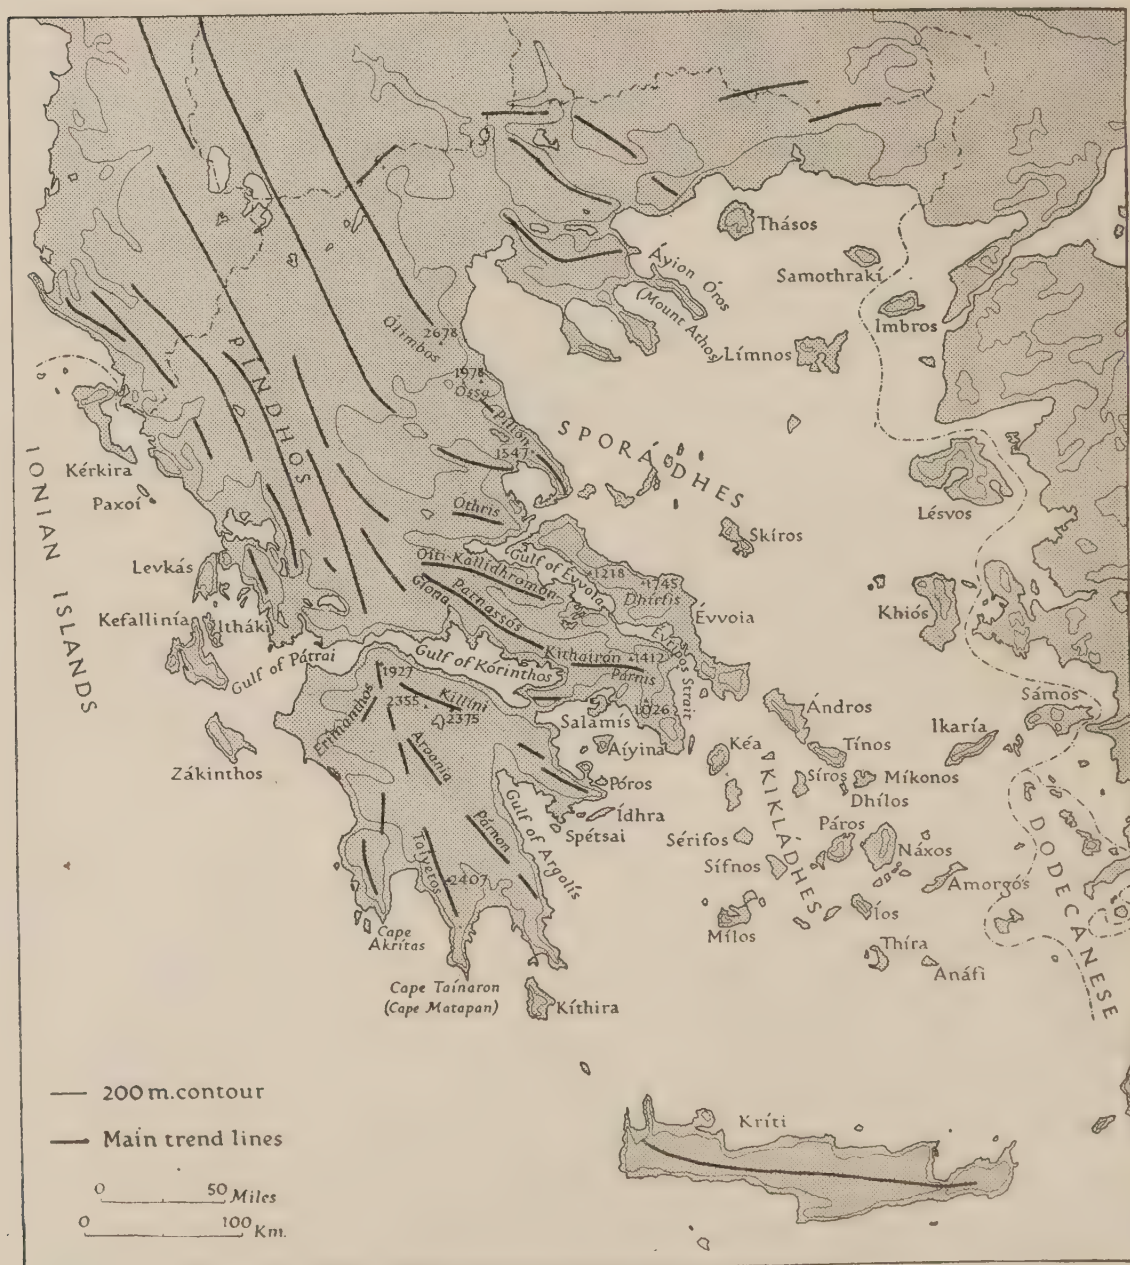 Thásos
Samothrakí
Áyion Óros
(Mount Athos)
Imbros
Límnos
Ólimbos
2678
1978
Óssa
Pílion
1547
PÍNDHOS
SPORÁDHES
IONIAN ISLANDS
Kérkira
Paxoí
Lésvos
Skíros
Othris
Oíti-Kallidhromon
Gulf of Évvoia
1218
1745
Dhírfis
Évvoia
Levkás
Khiós
Kefallinía
Itháki
Gióna
Parnassós
Évripos Strait
Gulf of Pátrai
Gulf of Kórinthos
Kithairón
1412
Párnis
1026
1927
2355
Killíni
2375
Erímanthos
Aroania
Salamís
Aíyina
Ándros
Sámos
Ikaría
Zákinthos
Kéa
Tínos
Póros
Síros
Míkonos
Dhílos
Ídhra
Spétsai
KIKLÁDHES
Gulf of Argolís
Párnon
Sérifos
Páros
Náxos
DODECANESE
Sífnos
Amorgós
Taíyetos
2407
Mílos
Íos
Cape
Akrítas
Thíra
Anáfi
Cape Taínaron
(Cape Matapan)
Kíthira
200 m. contour
Main trend lines
Kríti
0 50 Miles
0 100 Km.